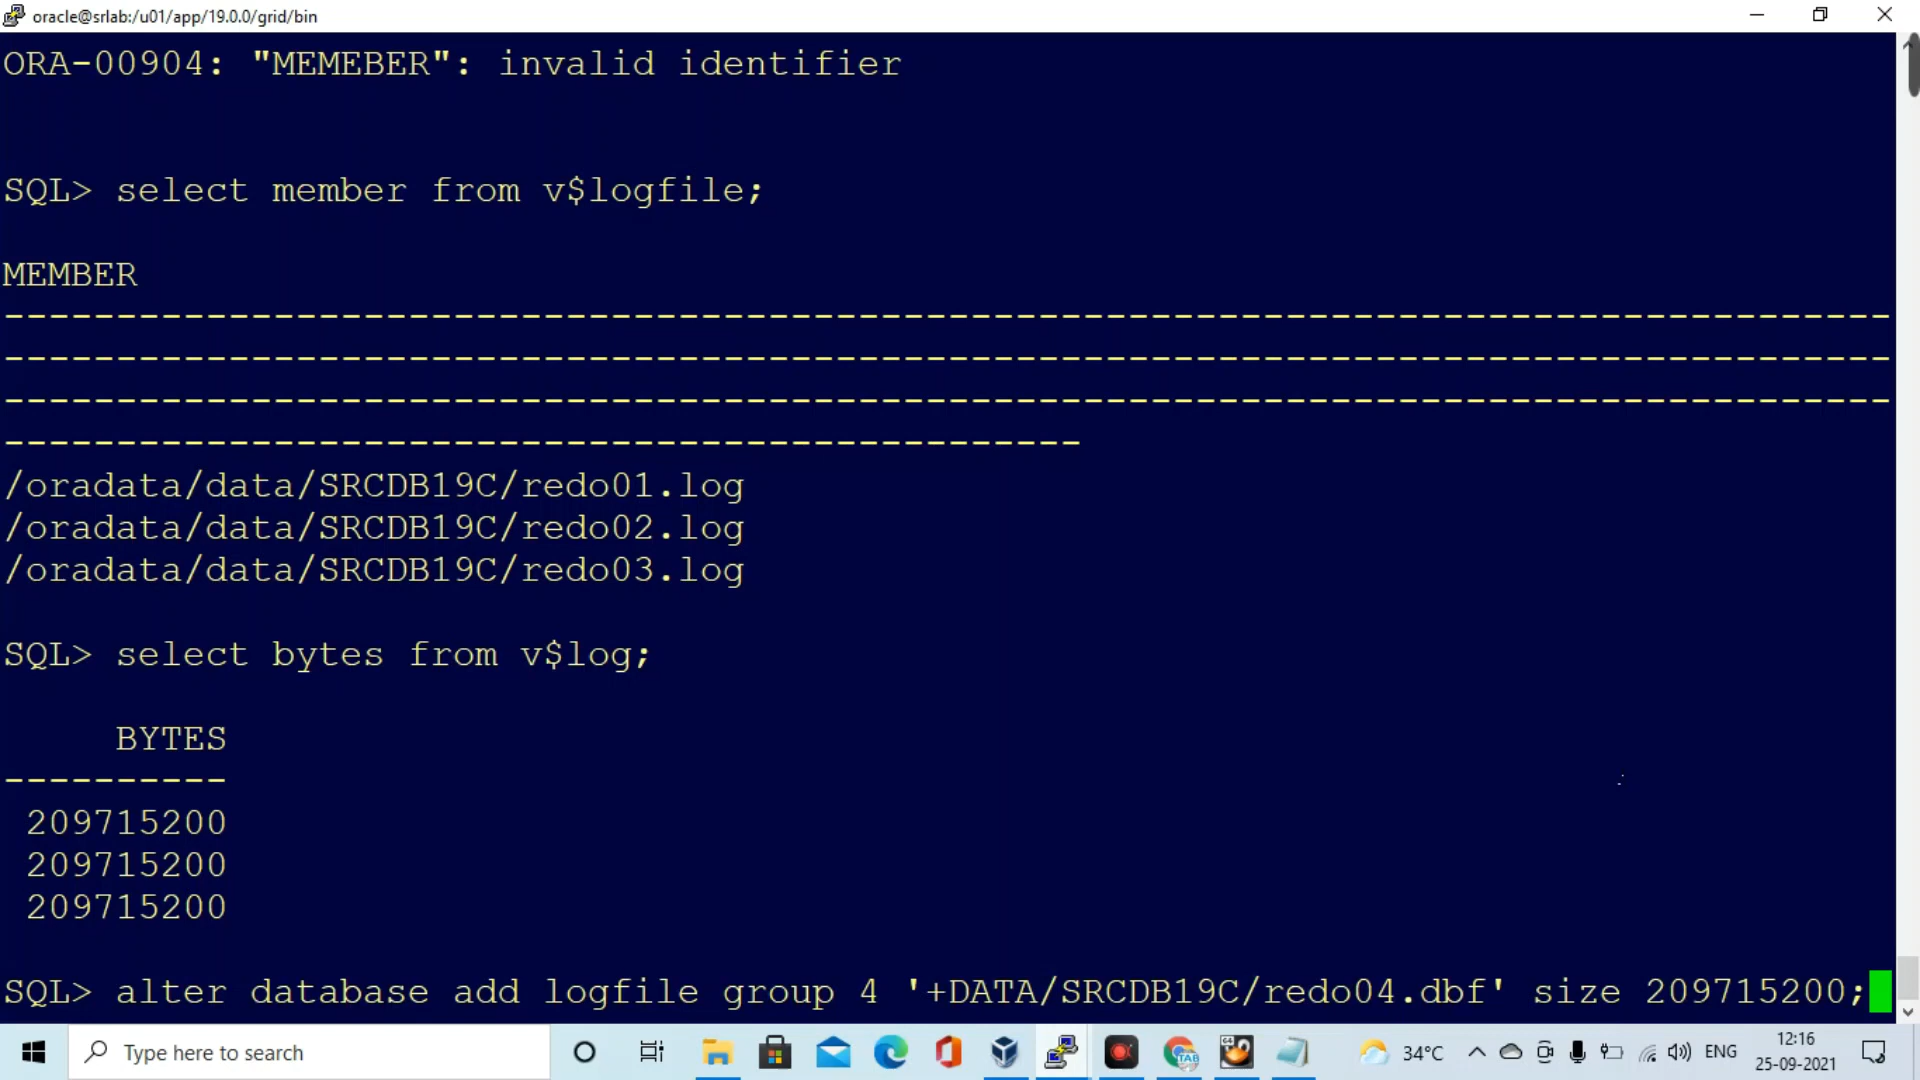 oracle@srlab:/u01/app/19.0.0/grid/bin
ORA-00904: "MEMEBER": invalid identifier
SQL> select member from v$logfile;
MEMBER
--------------------------------------------------------------------------------
--------------------------------------------------------------------------------
--------------------------------------------------------------------------------
------------------------------------------------
/oradata/data/SRCDB19C/redo01.log
/oradata/data/SRCDB19C/redo02.log
/oradata/data/SRCDB19C/redo03.log
SQL> select bytes from v$log;
BYTES
----------
209715200
209715200
209715200
SQL> alter database add logfile group 4 '+DATA/SRCDB19C/redo04.dbf' size 209715200;
Type here to search
34°C
ENG
12:16
25-09-2021